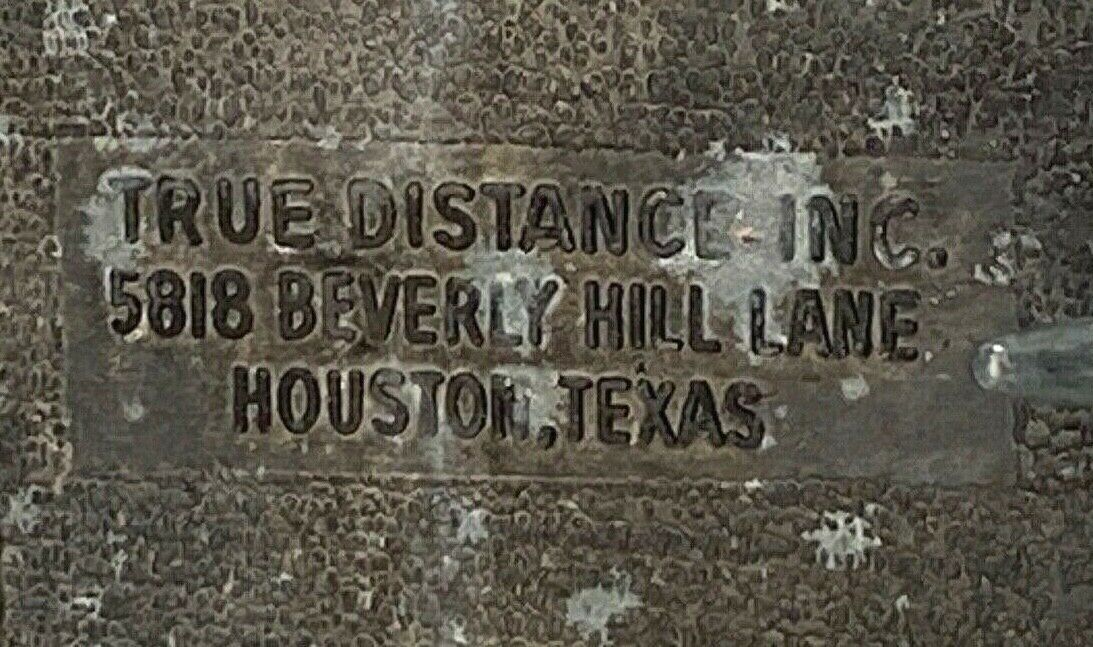 TRUE DISTANCE INC.
5818 BEVERLY HILL LANE
HOUSTON, TEXAS